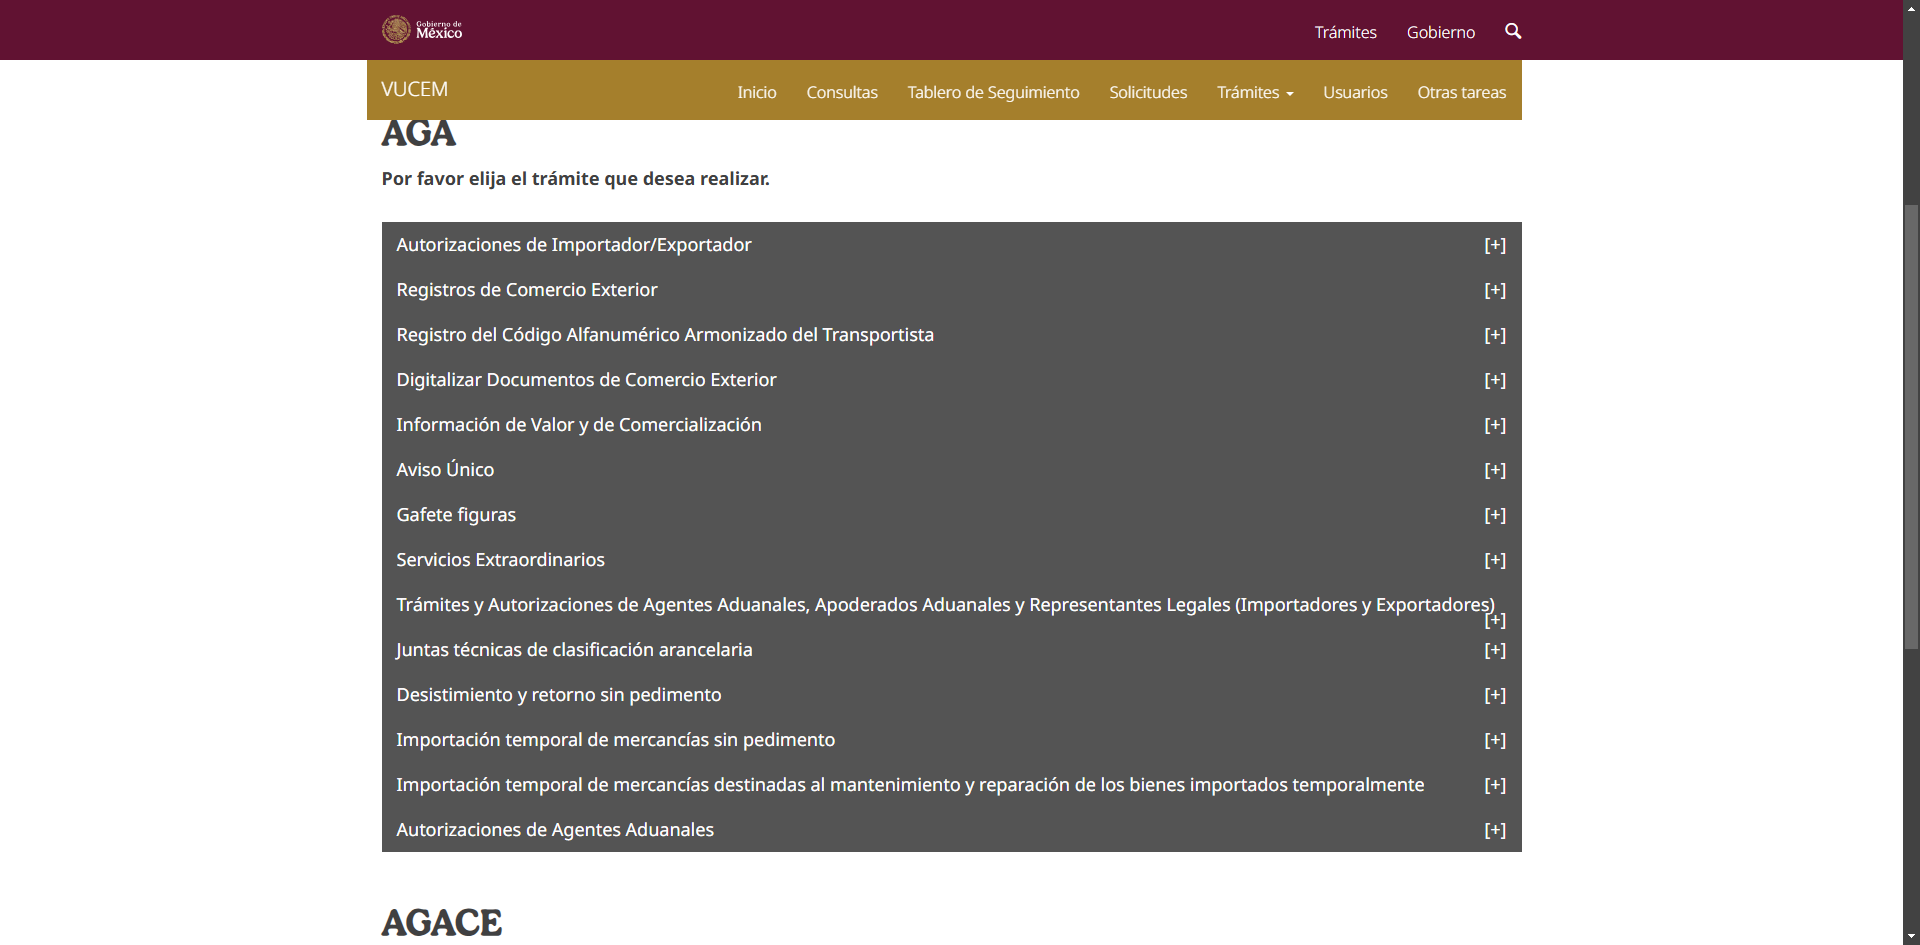 Gobierno de
México
Trámites
Gobierno
VUCEM
Inicio
Consultas
Tablero de Seguimiento
Solicitudes
Trámites
Usuarios
Otras tareas
AGA
Por favor elija el trámite que desea realizar.
Autorizaciones de Importador/Exportador [+]
Registros de Comercio Exterior [+]
Registro del Código Alfanumérico Armonizado del Transportista [+]
Digitalizar Documentos de Comercio Exterior [+]
Información de Valor y de Comercialización [+]
Aviso Único [+]
Gafete figuras [+]
Servicios Extraordinarios [+]
Trámites y Autorizaciones de Agentes Aduanales, Apoderados Aduanales y Representantes Legales (Importadores y Exportadores)
[+]
Juntas técnicas de clasificación arancelaria [+]
Desistimiento y retorno sin pedimento [+]
Importación temporal de mercancías sin pedimento [+]
Importación temporal de mercancías destinadas al mantenimiento y reparación de los bienes importados temporalmente [+]
Autorizaciones de Agentes Aduanales [+]
AGACE